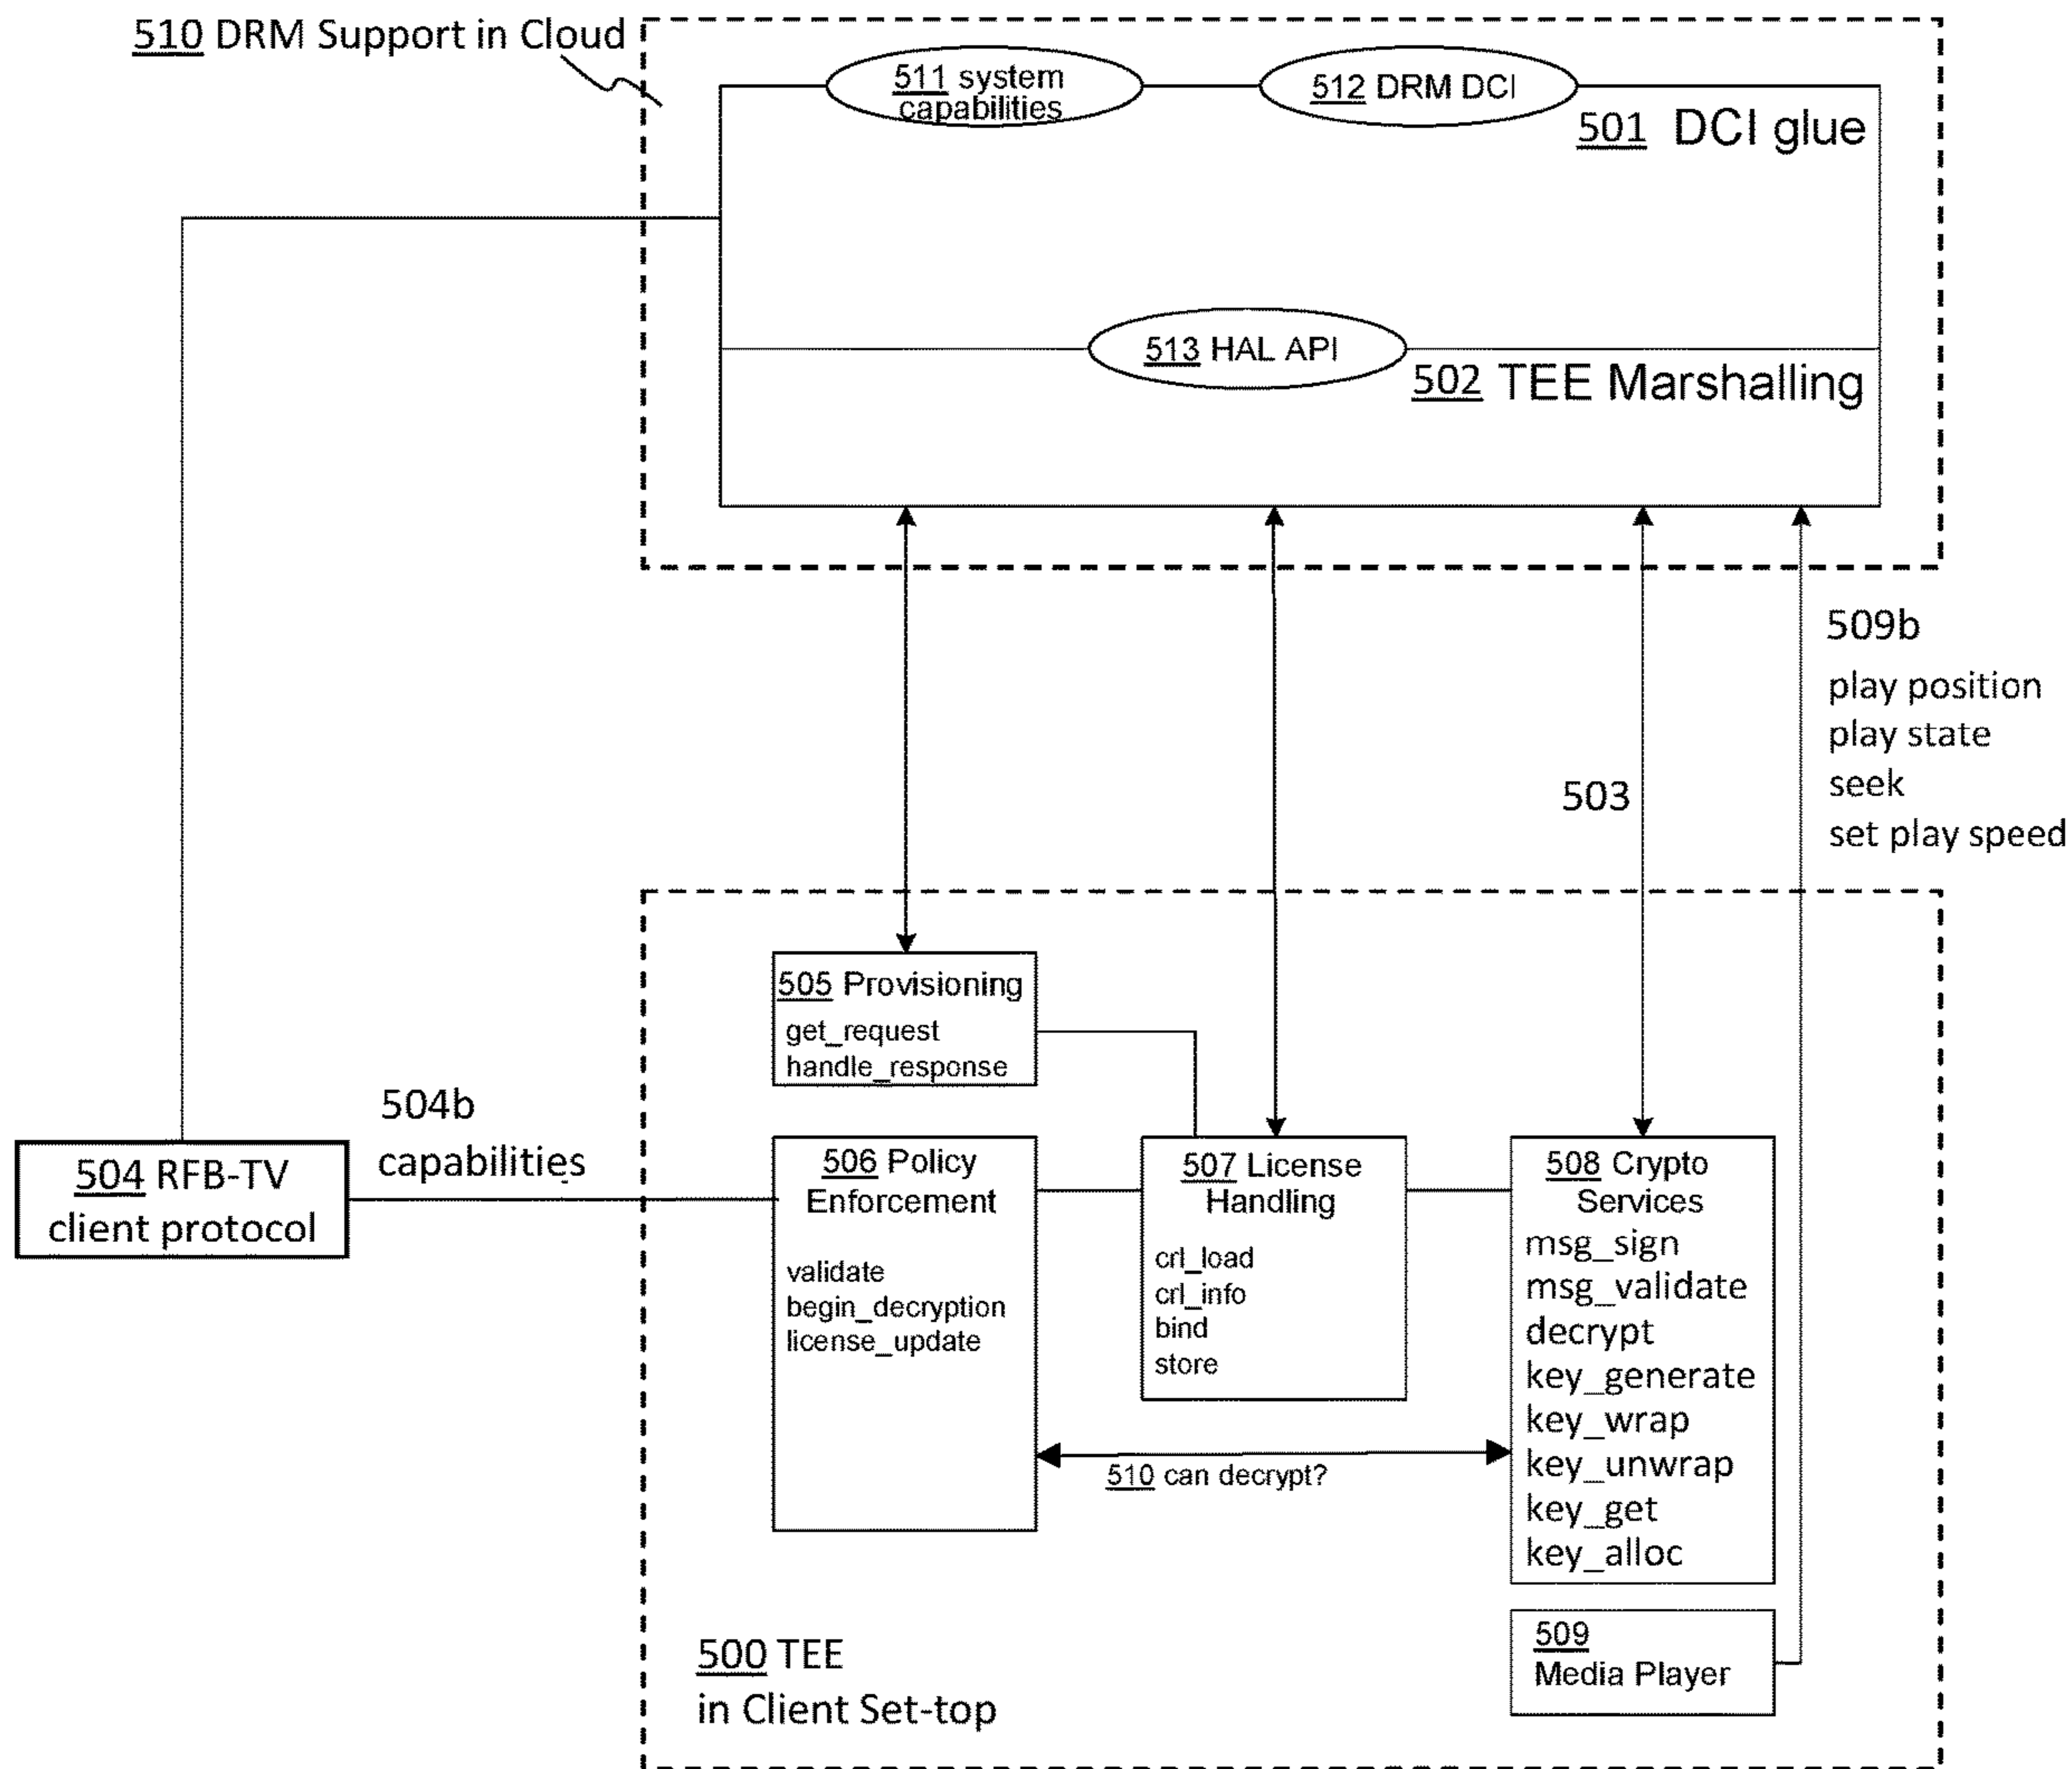 510 DRM Support in Cloud
511 system
capabilities
512 DRM DCI
501 DCI glue
513 HAL API
502 TEE Marshalling
509b
play position
play state
seek
set play speed
503
505 Provisioning
get_request
handle_response
504b
capabilities
504 RFB-TV
client protocol
506 Policy
Enforcement
validate
begin_decryption
license_update
507 License
Handling
crl_load
crl_info
bind
store
508 Crypto
Services
msg_sign
msg_validate
decrypt
key_generate
key_wrap
key_unwrap
key_get
key_alloc
510 can decrypt?
509
Media Player
500 TEE
in Client Set-top